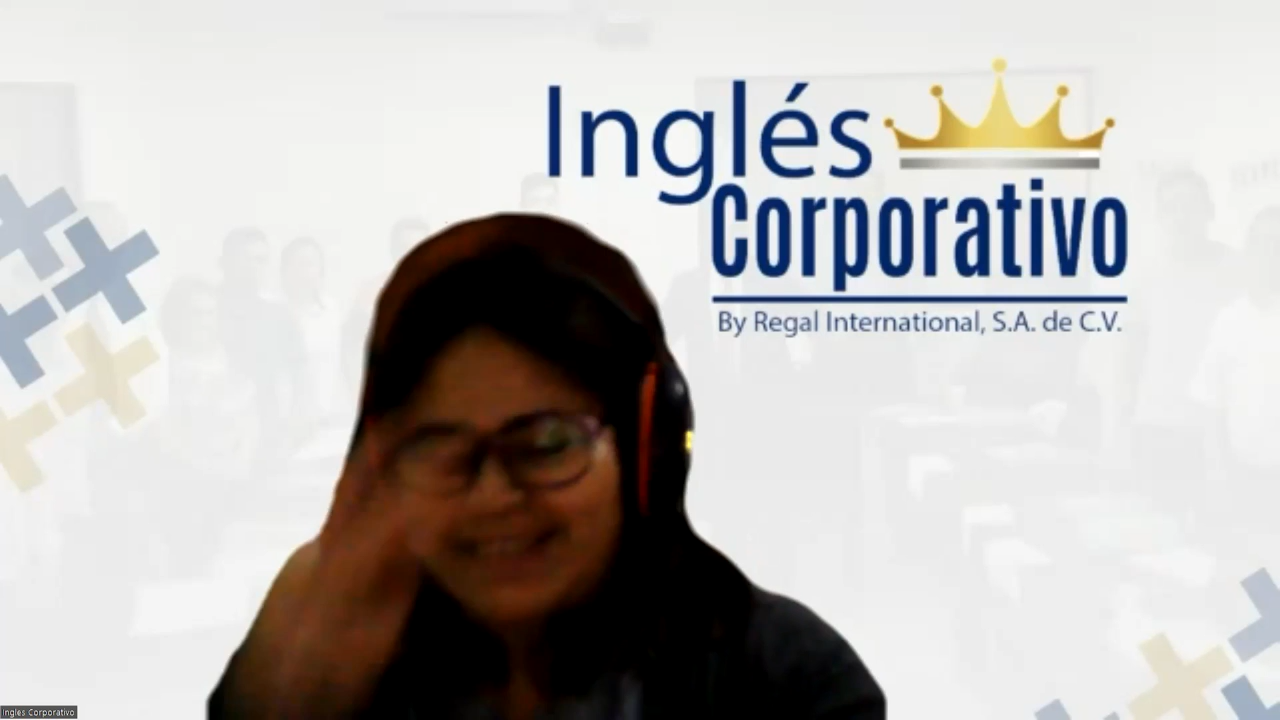 Inglés
Corporativo
By Regal International, S.A. de C.V.
Ingles Corporativo